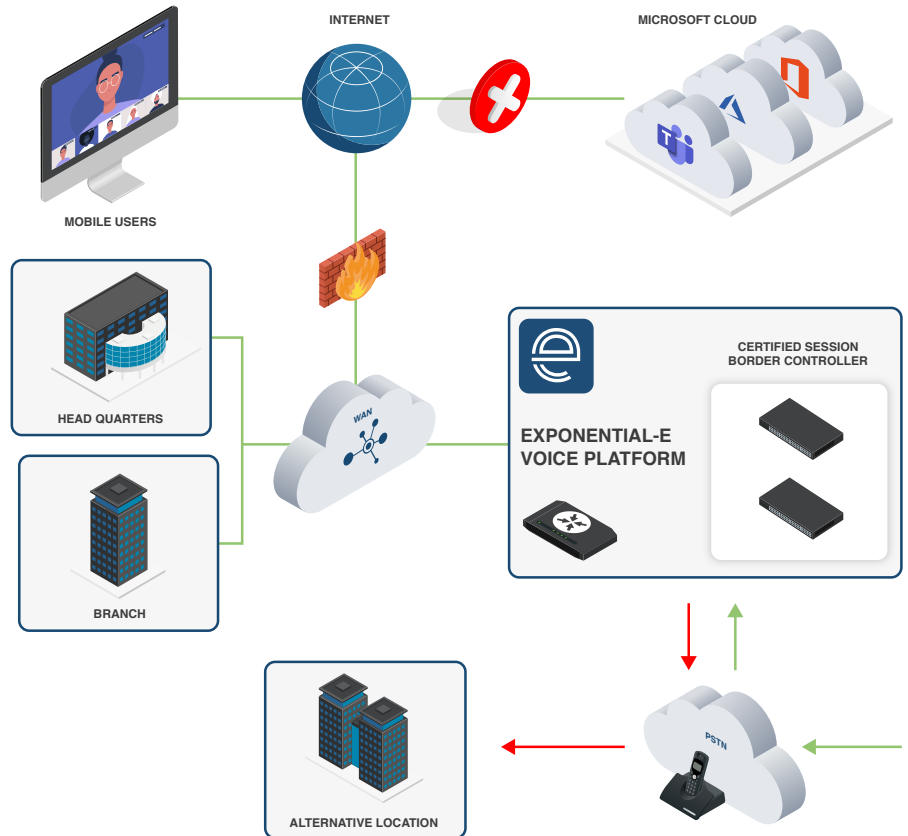 INTERNET
MICROSOFT CLOUD
T
MOBILE USERS
HEAD QUARTERS
WAN
CERTIFIED SESSION
BORDER CONTROLLER
EXPONENTIAL-E
VOICE PLATFORM
BRANCH
PSTN
ALTERNATIVE LOCATION